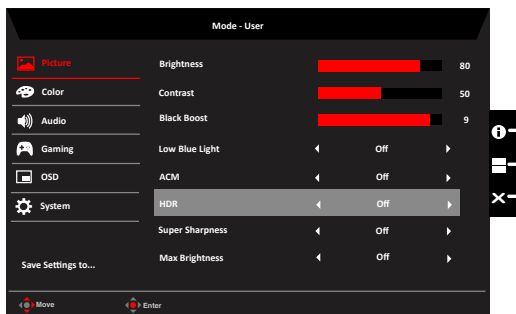 Mode - User
Picture
Brightness 80
Color
Contrast 50
Audio
Black Boost 9
Gaming
Low Blue Light Off
OSD
ACM Off
System
HDR Off
Super Sharpness Off
Save Settings to...
Max Brightness Off
Move Enter